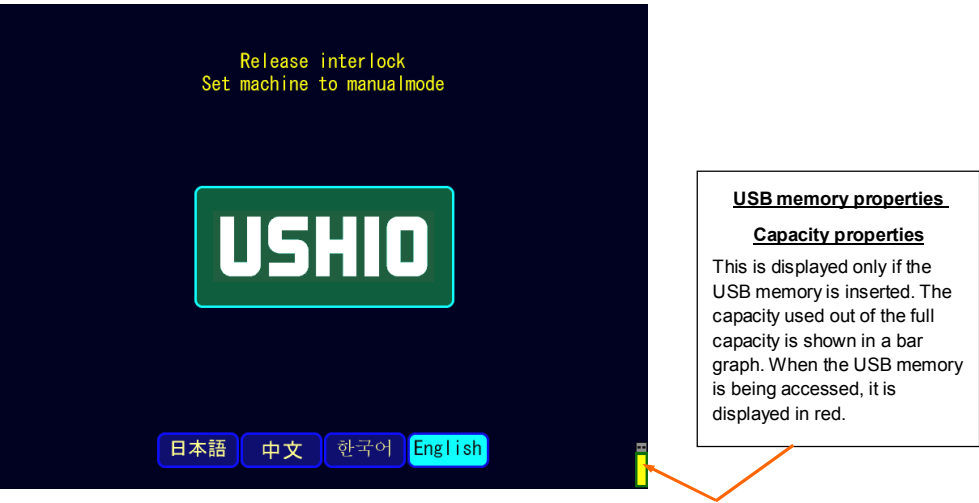 Release interlock
Set machine to manualmode
USHIO
日本語 中文 한국어 English
USB memory properties
Capacity properties
This is displayed only if the
USB memory is inserted. The
capacity used out of the full
capacity is shown in a bar
graph. When the USB memory
is being accessed, it is
displayed in red.